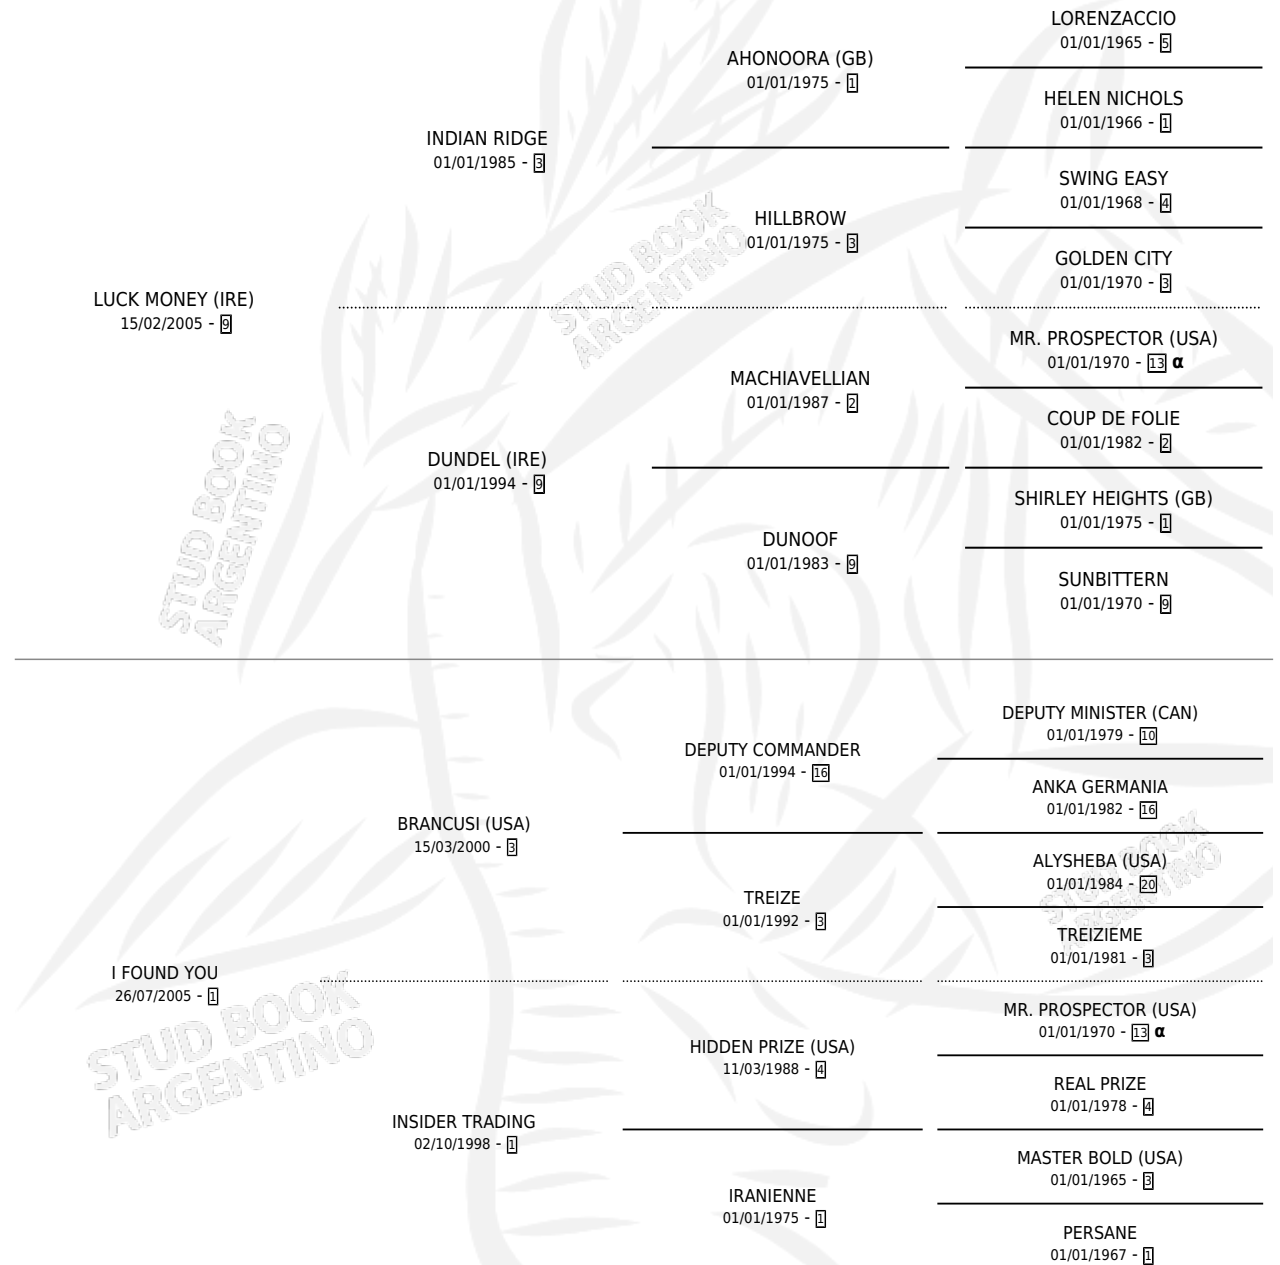 LORENZACCIO
01/01/1965 - 5
AHONOORA (GB)
01/01/1975 - 1
HELEN NICHOLS
01/01/1966 - 1
INDIAN RIDGE
01/01/1985 - 3
SWING EASY
01/01/1968 - 4
HILLBROW
01/01/1975 - 3
GOLDEN CITY
01/01/1970 - 3
LUCK MONEY (IRE)
15/02/2005 - 9
MR. PROSPECTOR (USA)
01/01/1970 - 13 α
MACHIAVELLIAN
01/01/1987 - 2
COUP DE FOLIE
01/01/1982 - 2
DUNDEL (IRE)
01/01/1994 - 9
SHIRLEY HEIGHTS (GB)
01/01/1975 - 1
DUNOOF
01/01/1983 - 9
SUNBITTERN
01/01/1970 - 9
DEPUTY MINISTER (CAN)
01/01/1979 - 10
DEPUTY COMMANDER
01/01/1994 - 16
ANKA GERMANIA
01/01/1982 - 16
BRANCUSI (USA)
15/03/2000 - 3
ALYSHEBA (USA)
01/01/1984 - 20
TREIZE
01/01/1992 - 3
TREIZIEME
01/01/1981 - 3
I FOUND YOU
26/07/2005 - 1
MR. PROSPECTOR (USA)
01/01/1970 - 13 α
HIDDEN PRIZE (USA)
11/03/1988 - 4
REAL PRIZE
01/01/1978 - 4
INSIDER TRADING
02/10/1998 - 1
MASTER BOLD (USA)
01/01/1965 - 3
IRANIENNE
01/01/1975 - 1
PERSANE
01/01/1967 - 1
STUD BOOK
ARGENTINO
STUD BOOK
ARGENTINO
STUD BOOK
ARGENTINO
STUD BOOK
ARGENTINO